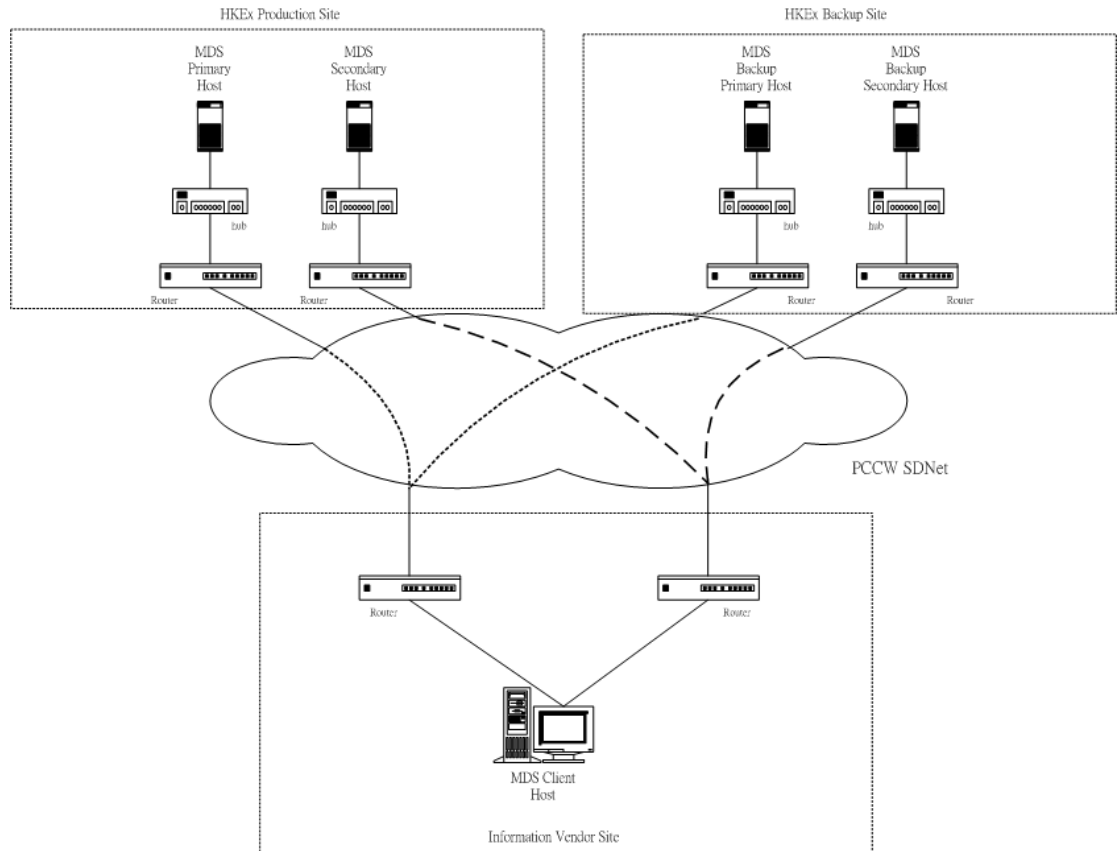 HKEx Production Site
HKEx Backup Site
MDS
Primary
Host
MDS
Secondary
Host
MDS
Backup
Primary Host
MDS
Backup
Secondary Host
hub
hub
hub
hub
Router
Router
Router
Router
PCCW SDNet
Router
Router
MDS Client
Host
Information Vendor Site